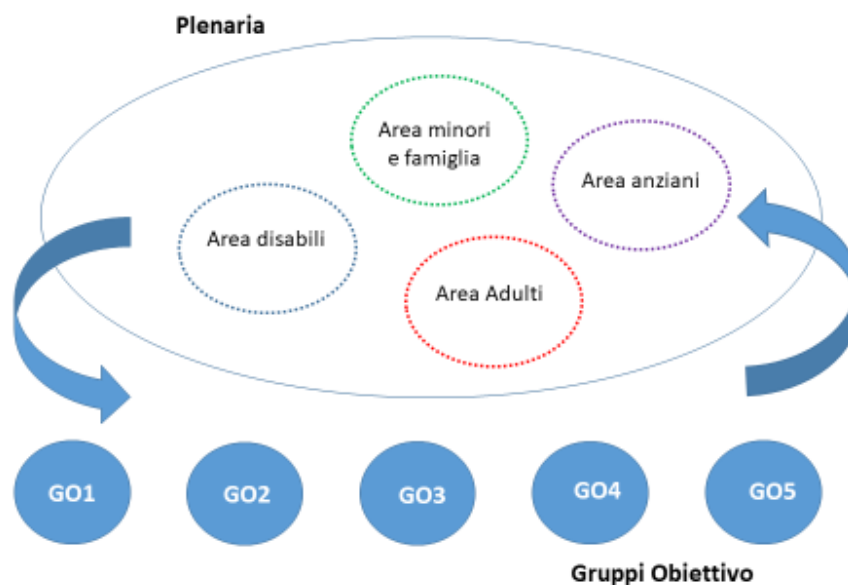 Plenaria
Area minori
e famiglia
Area anziani
Area disabili
Area Adulti
GO1
GO2
GO3
GO4
GO5
Gruppi Obiettivo